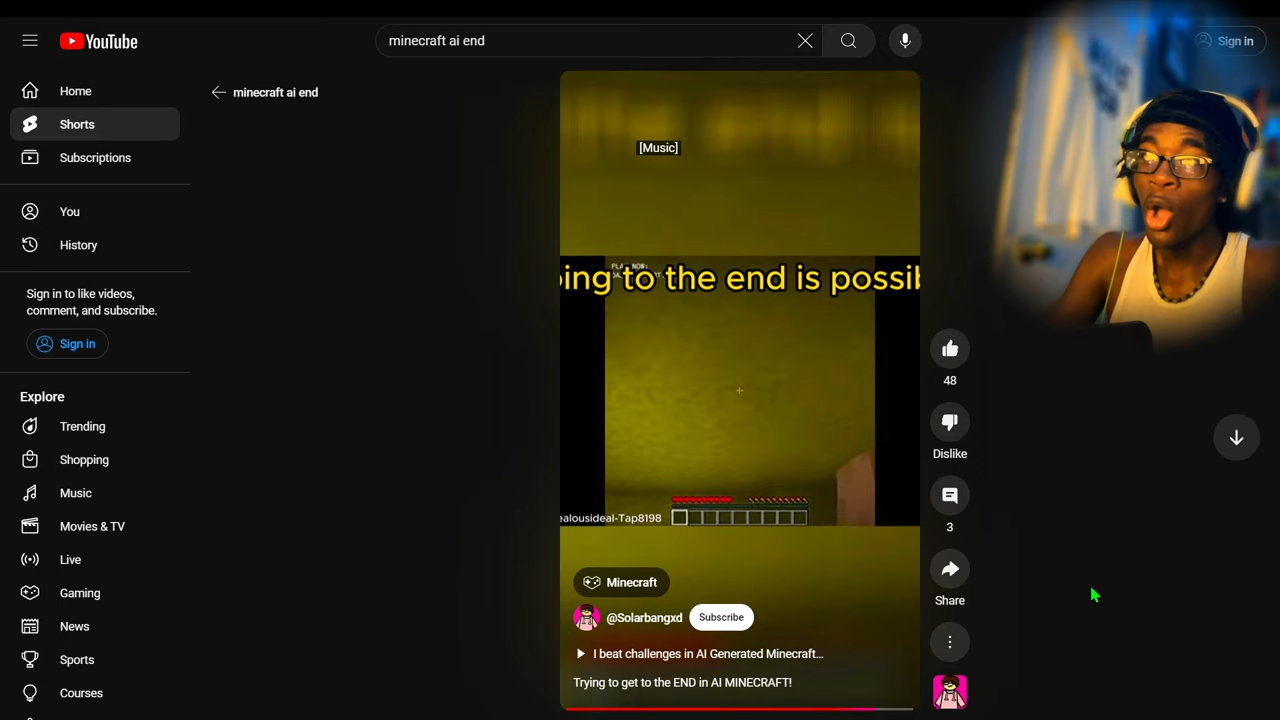 YouTube
minecraft ai end
Sign in
Home
Shorts
Subscriptions
You
History
Sign in to like videos,
comment, and subscribe.
Sign in
Explore
Trending
Shopping
Music
Movies & TV
Live
Gaming
News
Sports
Courses
minecraft ai end
[Music]
ing to the end is possib
ealousideal-Tap8198
Minecraft
@Solarbangxd
Subscribe
I beat challenges in AI Generated Minecraft...
Trying to get to the END in AI MINECRAFT!
48
Dislike
3
Share